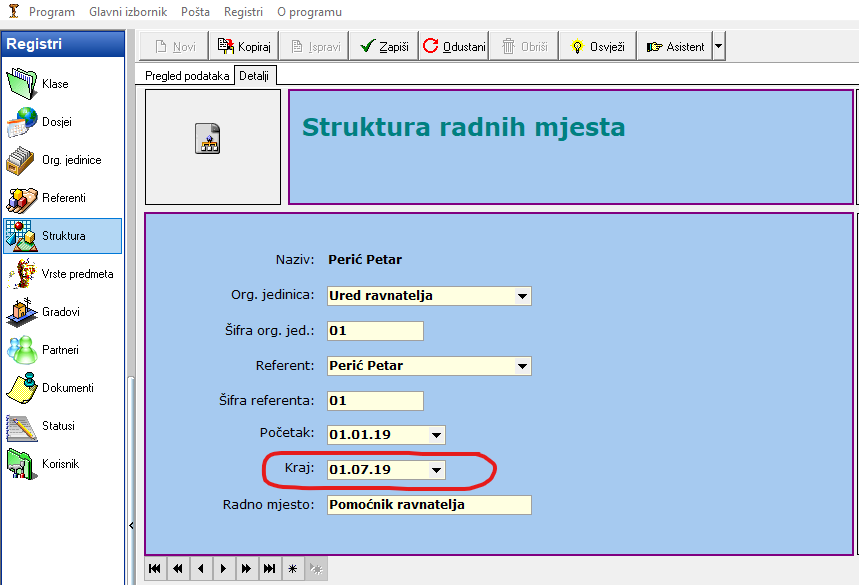 Program Glavni izbornik Pošta Registri O programu
Registri
Novi Kopiraj Ispravi Zapiši Odustani Obriši Osvježi Asistent
Pregled podataka Detalji
Klase
Dosjei
Org. jedinice
Referenti
Struktura
Vrste predmeta
Gradovi
Partneri
Dokumenti
Statusi
Korisnik
Struktura radnih mjesta
Naziv: Perić Petar
Org. jedinica: Ured ravnatelja
Šifra org. jed.: 01
Referent: Perić Petar
Šifra referenta: 01
Početak: 01.01.19
Kraj: 01.07.19
Radno mjesto: Pomoćnik ravnatelja